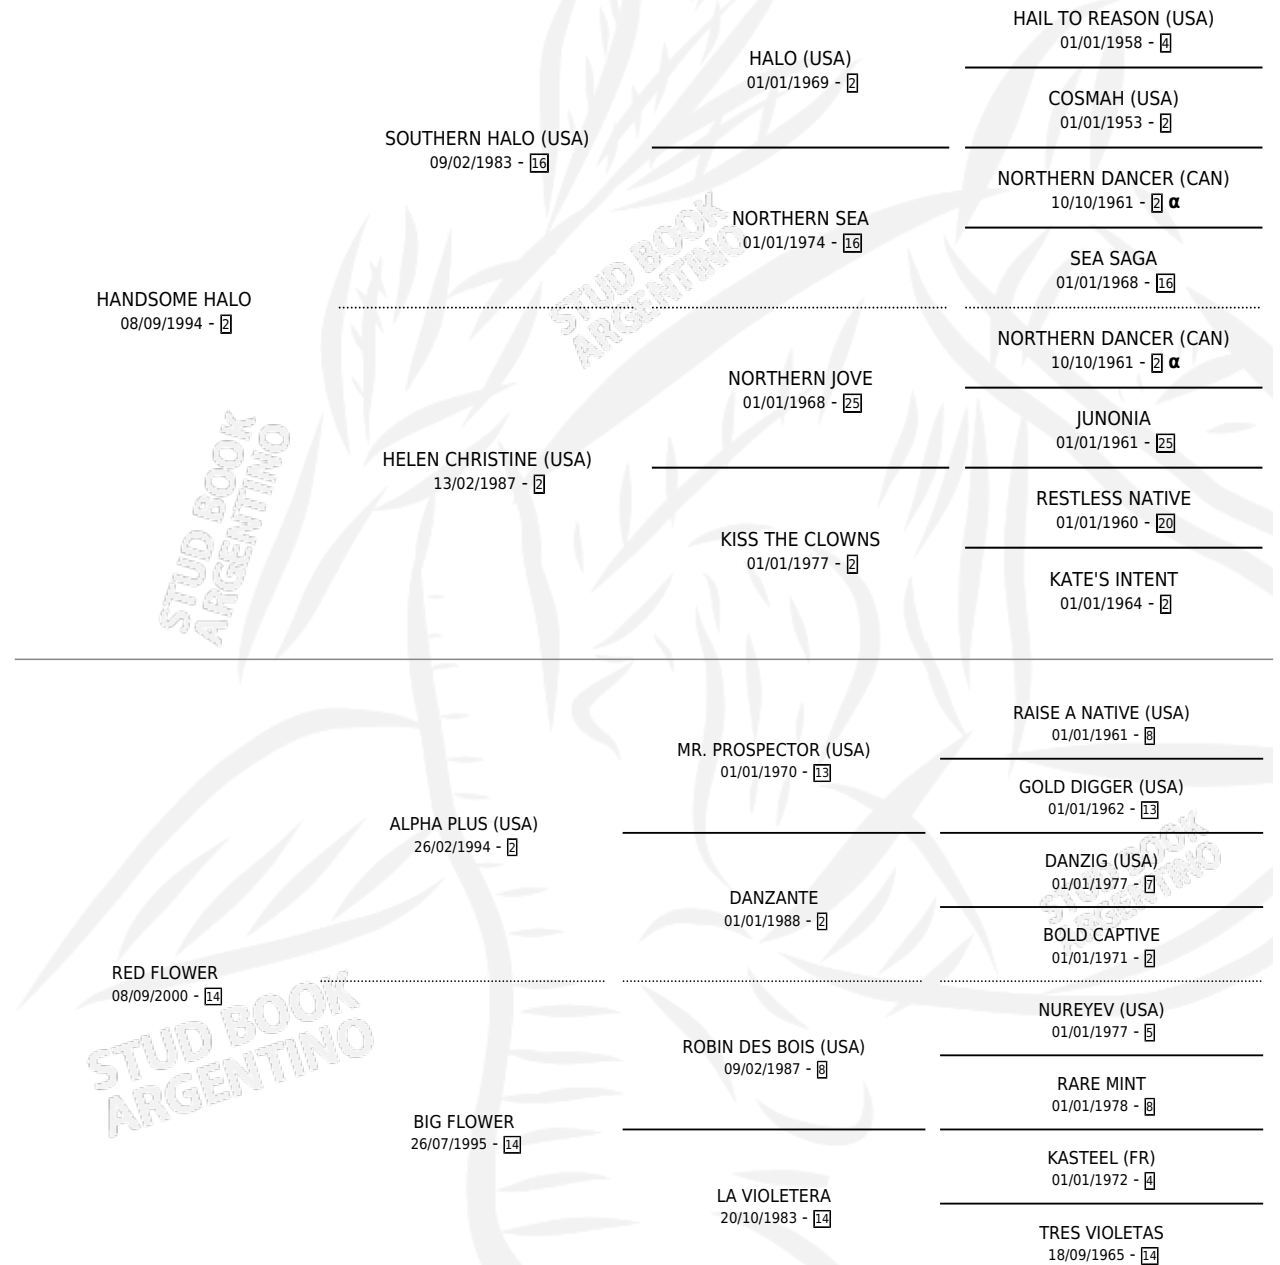 HAIL TO REASON (USA)
01/01/1958 - 4
HALO (USA)
01/01/1969 - 2
COSMAH (USA)
01/01/1953 - 2
SOUTHERN HALO (USA)
09/02/1983 - 16
NORTHERN DANCER (CAN)
10/10/1961 - 2 α
NORTHERN SEA
01/01/1974 - 16
SEA SAGA
01/01/1968 - 16
HANDSOME HALO
08/09/1994 - 2
NORTHERN DANCER (CAN)
10/10/1961 - 2 α
NORTHERN JOVE
01/01/1968 - 25
JUNONIA
01/01/1961 - 25
HELEN CHRISTINE (USA)
13/02/1987 - 2
RESTLESS NATIVE
01/01/1960 - 20
KISS THE CLOWNS
01/01/1977 - 2
KATE'S INTENT
01/01/1964 - 2
RAISE A NATIVE (USA)
01/01/1961 - 8
MR. PROSPECTOR (USA)
01/01/1970 - 13
GOLD DIGGER (USA)
01/01/1962 - 13
ALPHA PLUS (USA)
26/02/1994 - 2
DANZIG (USA)
01/01/1977 - 7
DANZANTE
01/01/1988 - 2
BOLD CAPTIVE
01/01/1971 - 2
RED FLOWER
08/09/2000 - 14
NUREYEV (USA)
01/01/1977 - 5
ROBIN DES BOIS (USA)
09/02/1987 - 8
RARE MINT
01/01/1978 - 8
BIG FLOWER
26/07/1995 - 14
KASTEEL (FR)
01/01/1972 - 4
LA VIOLETERA
20/10/1983 - 14
TRES VIOLETAS
18/09/1965 - 14
STUD BOOK
ARGENTINO
STUD BOOK
ARGENTINO
STUD BOOK
ARGENTINO
STUD BOOK
ARGENTINO